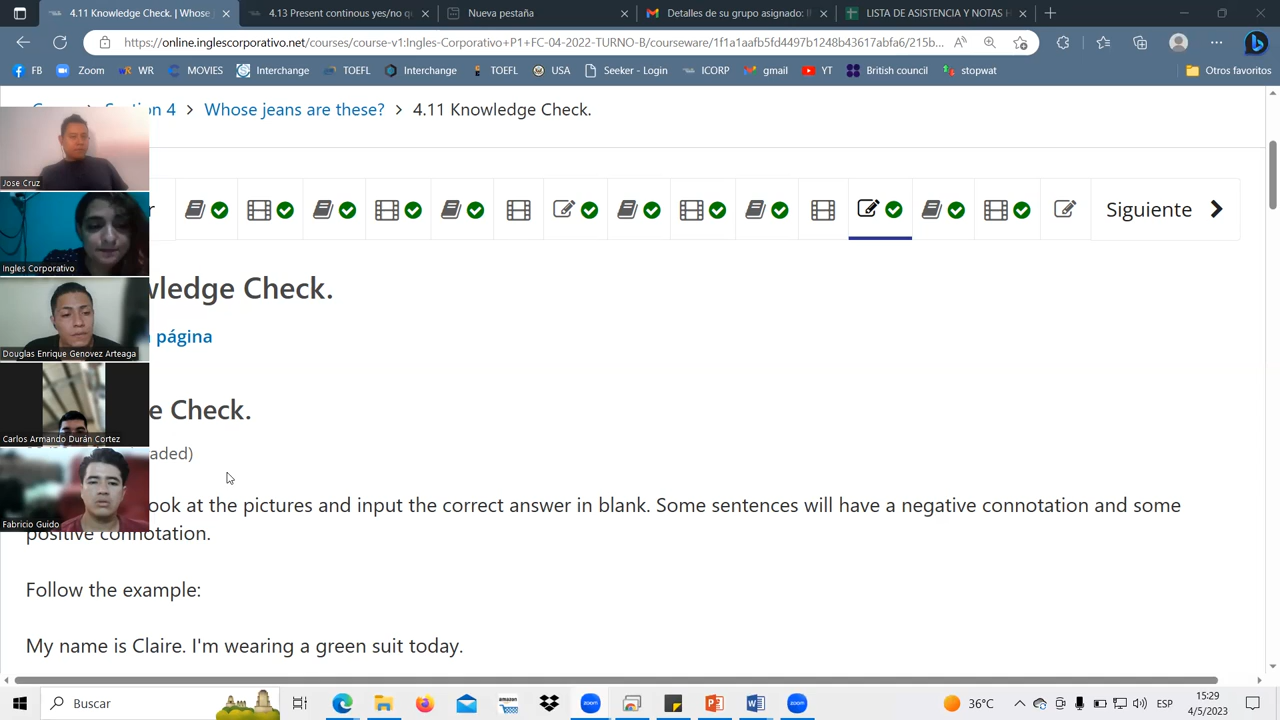 4.11 Knowledge Check. | Whose j
4.13 Present continous yes/no qu
Nueva pestaña
Detalles de su grupo asignado: I
LISTA DE ASISTENCIA Y NOTAS H
https://online.inglescorporativo.net/courses/course-v1:Ingles-Corporativo+P1+FC-04-2022-TURNO-B/courseware/1f1a1aafb5fd4497b1248b43617abfa6/215b...
FB
Zoom
WR
MOVIES
Interchange
TOEFL
Interchange
TOEFL
USA
Seeker - Login
ICORP
gmail
YT
British council
stopwat
Otros favoritos
Section 4 > Whose jeans are these? > 4.11 Knowledge Check.
Jose Cruz
r
Siguiente
Ingles Corporativo
wledge Check.
página
Douglas Enrique Genovez Arteaga
e Check.
Carlos Armando Durán Cortez
aded)
Fabricio Guido
ook at the pictures and input the correct answer in blank. Some sentences will have a negative connotation and some
positive connotation.
Follow the example:
My name is Claire. I'm wearing a green suit today.
Buscar
amazon
zoom
zoom
36°C
ESP
15:29
4/5/2023